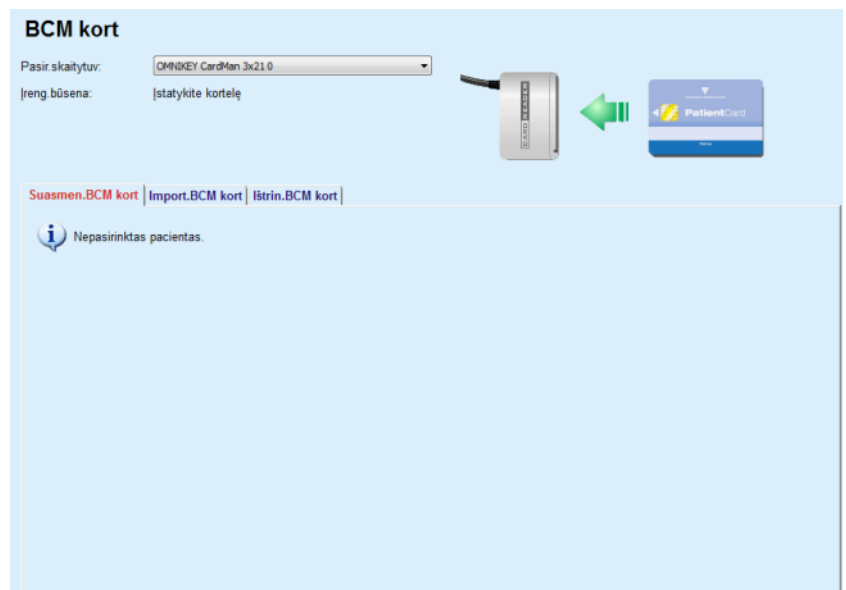 BCM kort
Pasir.skaitytuv: OMNIKEY CardMan 3x21 0
Įreng.būsena: Įstatykite kortelę
CARD READER
PatientCard
Suasmen.BCM kort Import.BCM kort Ištrin.BCM kort
Nepasirinktas pacientas.